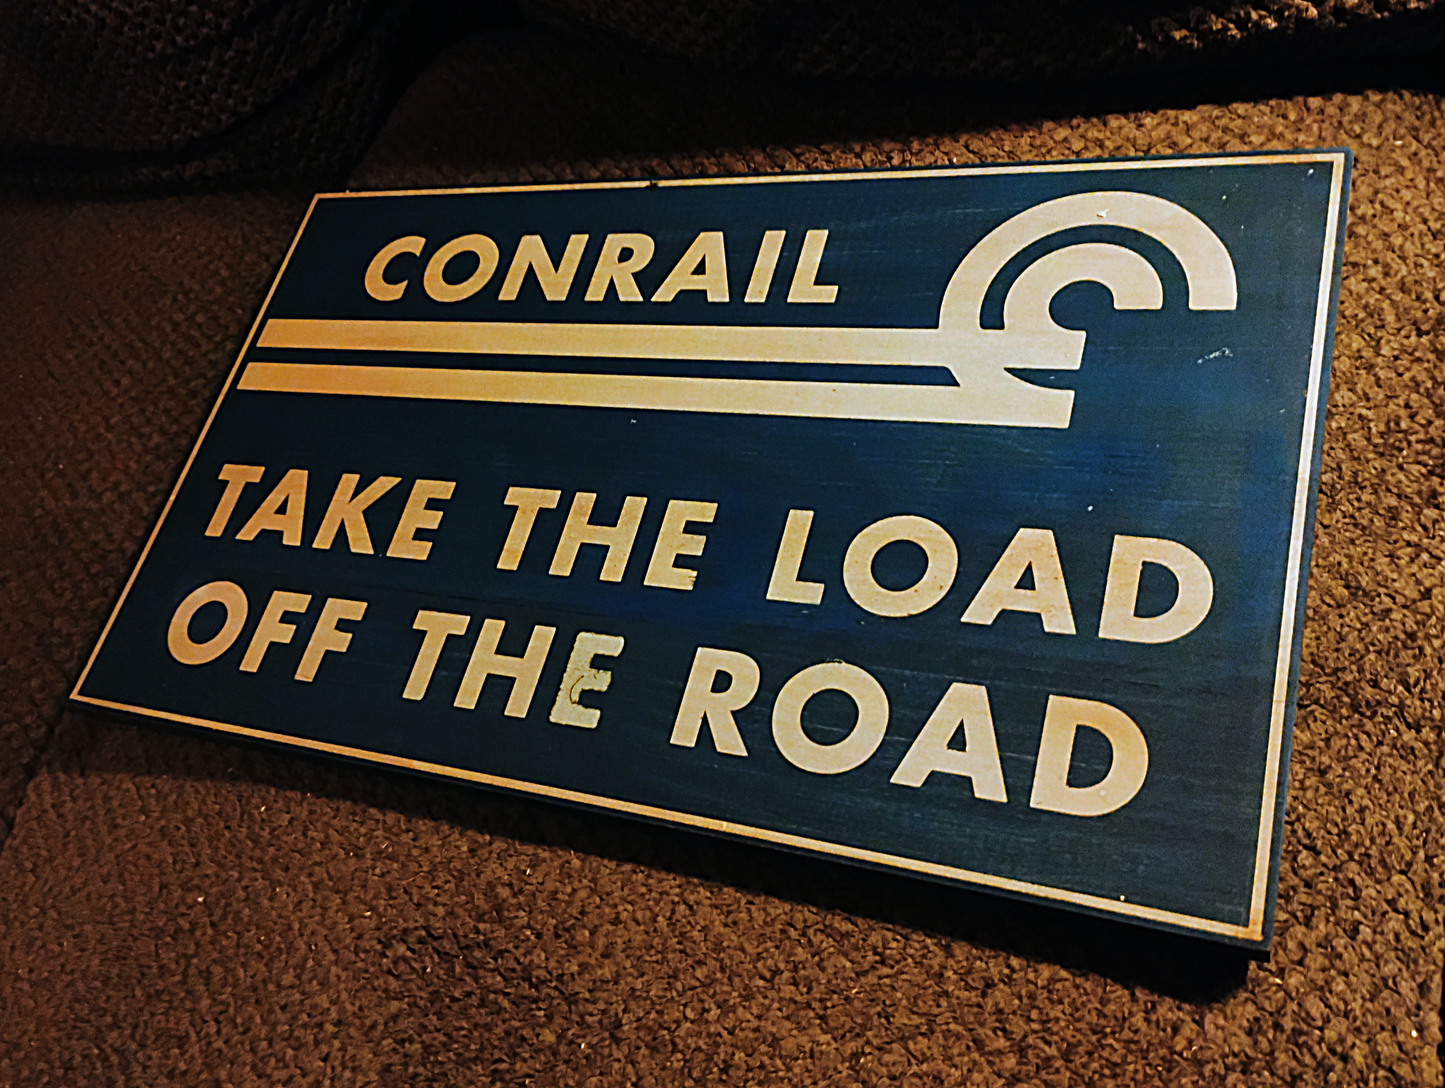 CONRAIL
TAKE THE LOAD
OFF THE ROAD